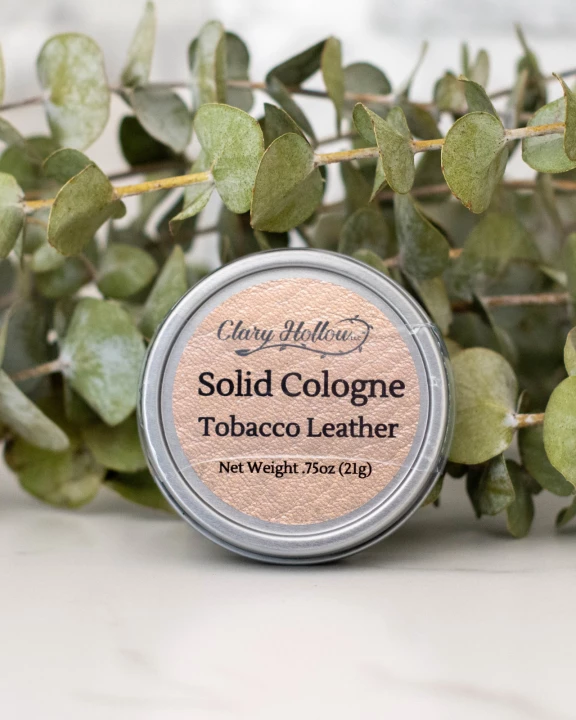 Clary Hollow LLC
Solid Cologne
Tobacco Leather
Net Weight .75oz (21g)